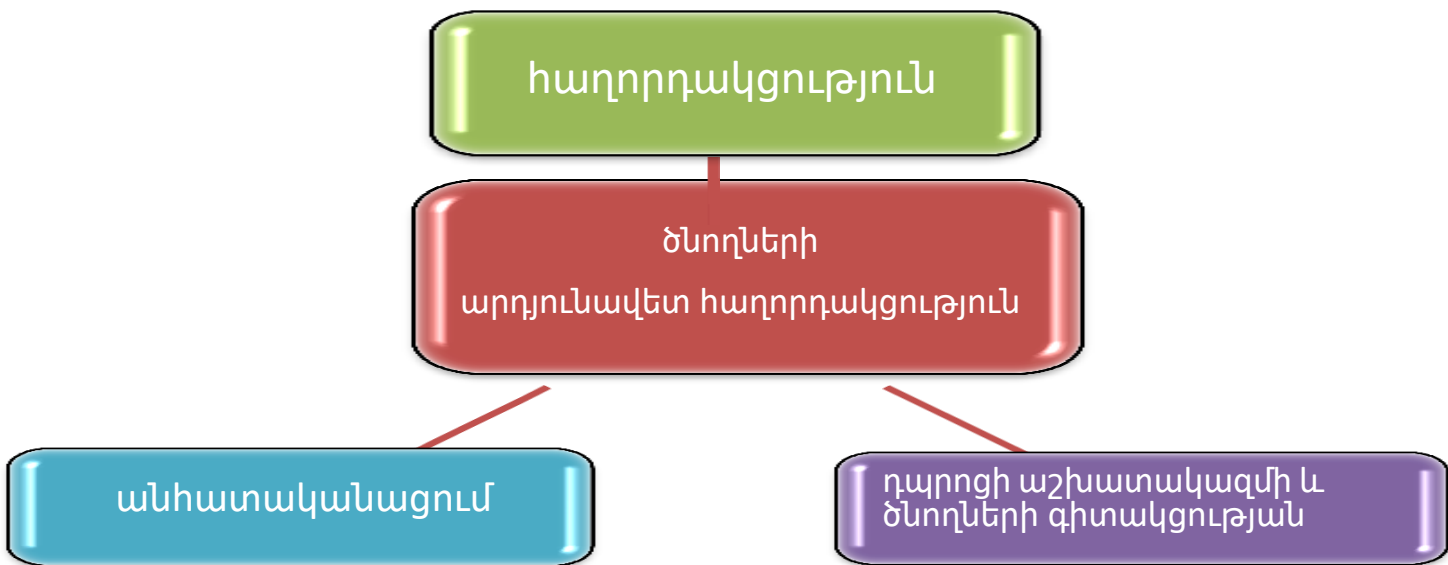 հաղորդակցություն
ծնողների
արդյունավետ հաղորդակցություն
անհատականացում
դպրոցի աշխատակազմի և
ծնողների գիտակցության